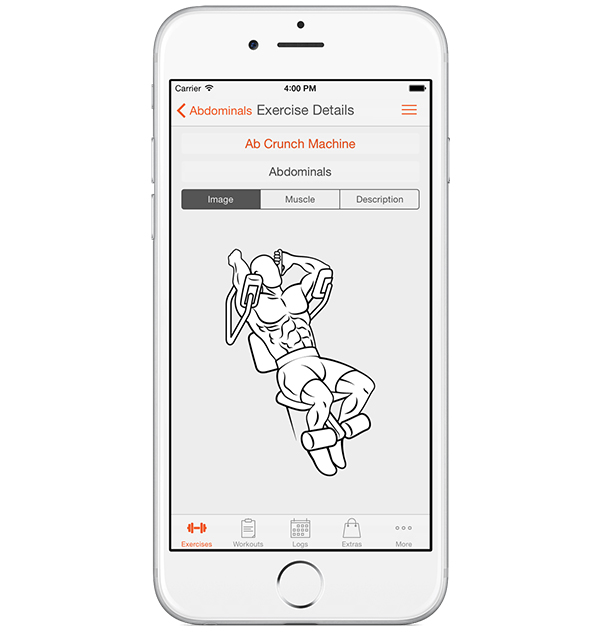 Carrier 4:00 PM
Abdominals Exercise Details
Ab Crunch Machine
Abdominals
Image Muscle Description
Exercises Workouts Logs Extras More